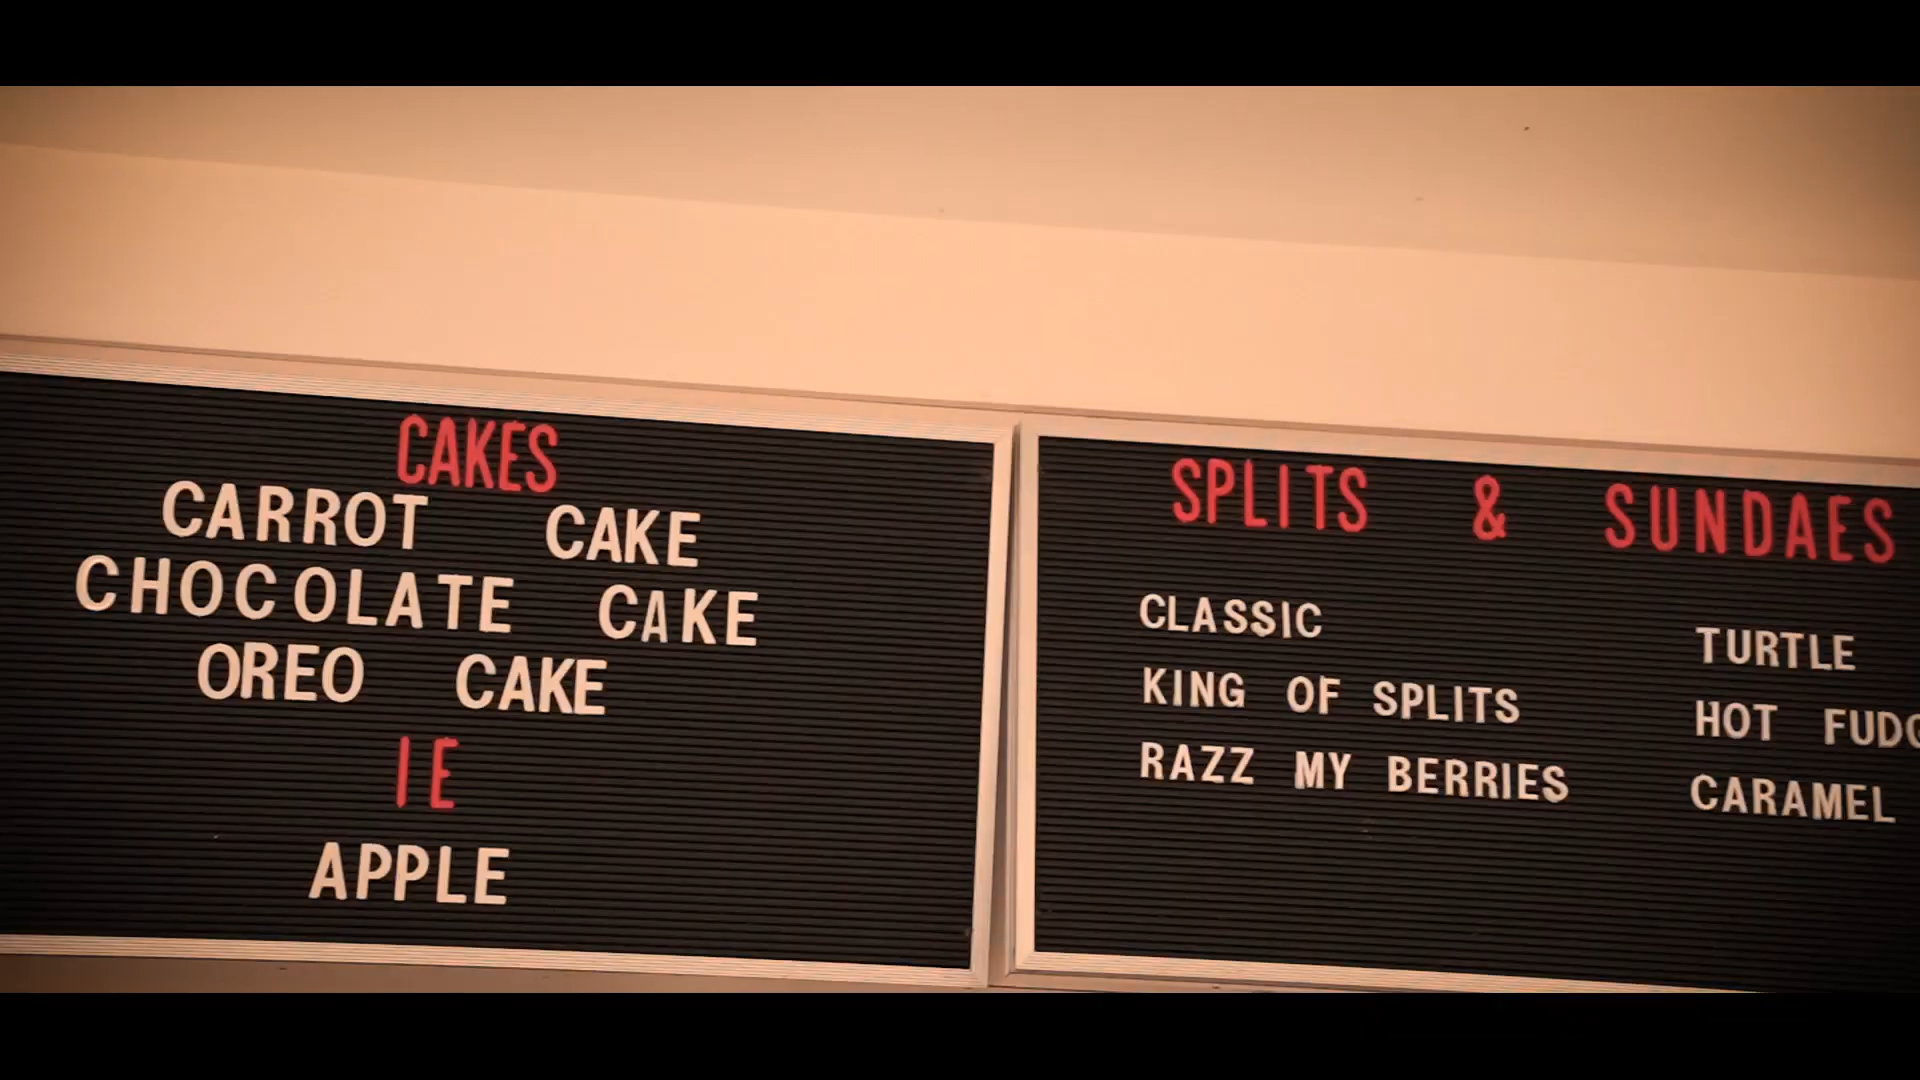 CAKES
CARROT CAKE
CHOCOLATE CAKE
OREO CAKE
IE
APPLE
SPLITS & SUNDAES
CLASSIC
KING OF SPLITS
RAZZ MY BERRIES
TURTLE
HOT
CARAMEL